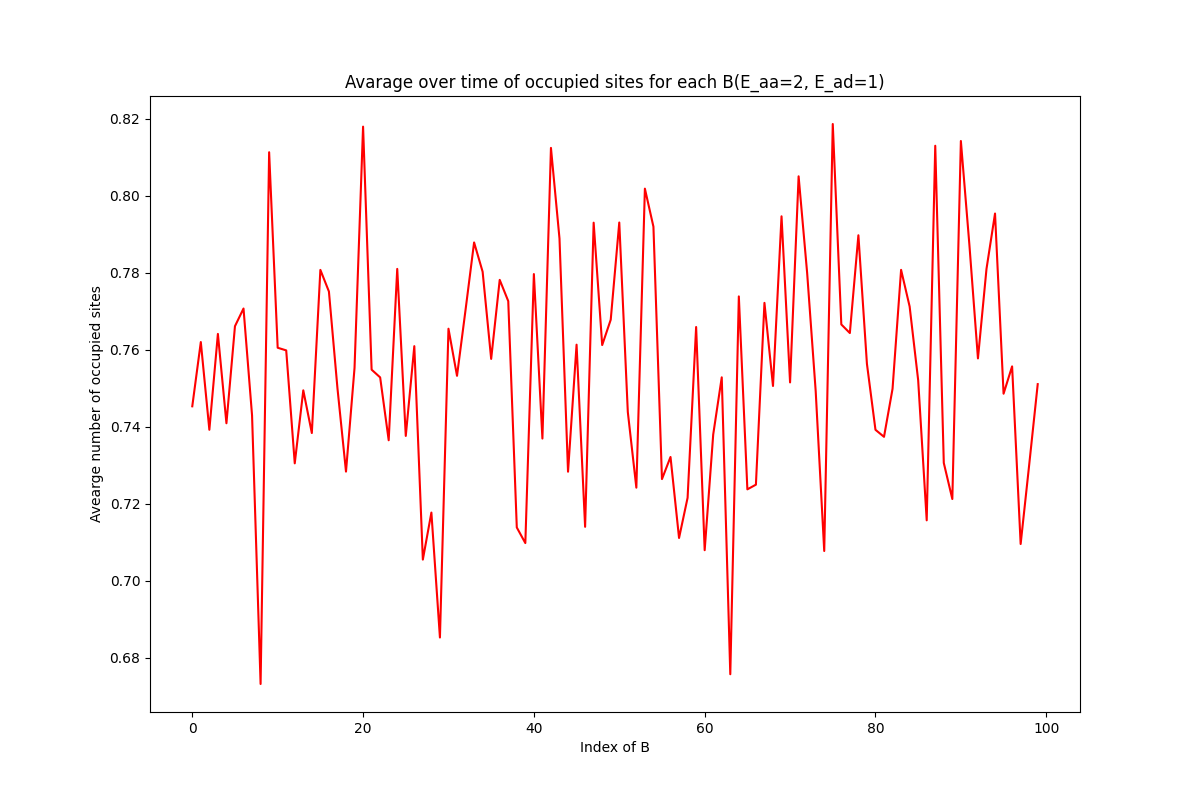 Avarage over time of occupied sites for each B(E_aa=2, E_ad=1)
0.82
0.80
0.78
0.76
0.74
0.72
0.70
0.68
Avearge number of occupied sites
0 20 40 60 80 100
Index of B